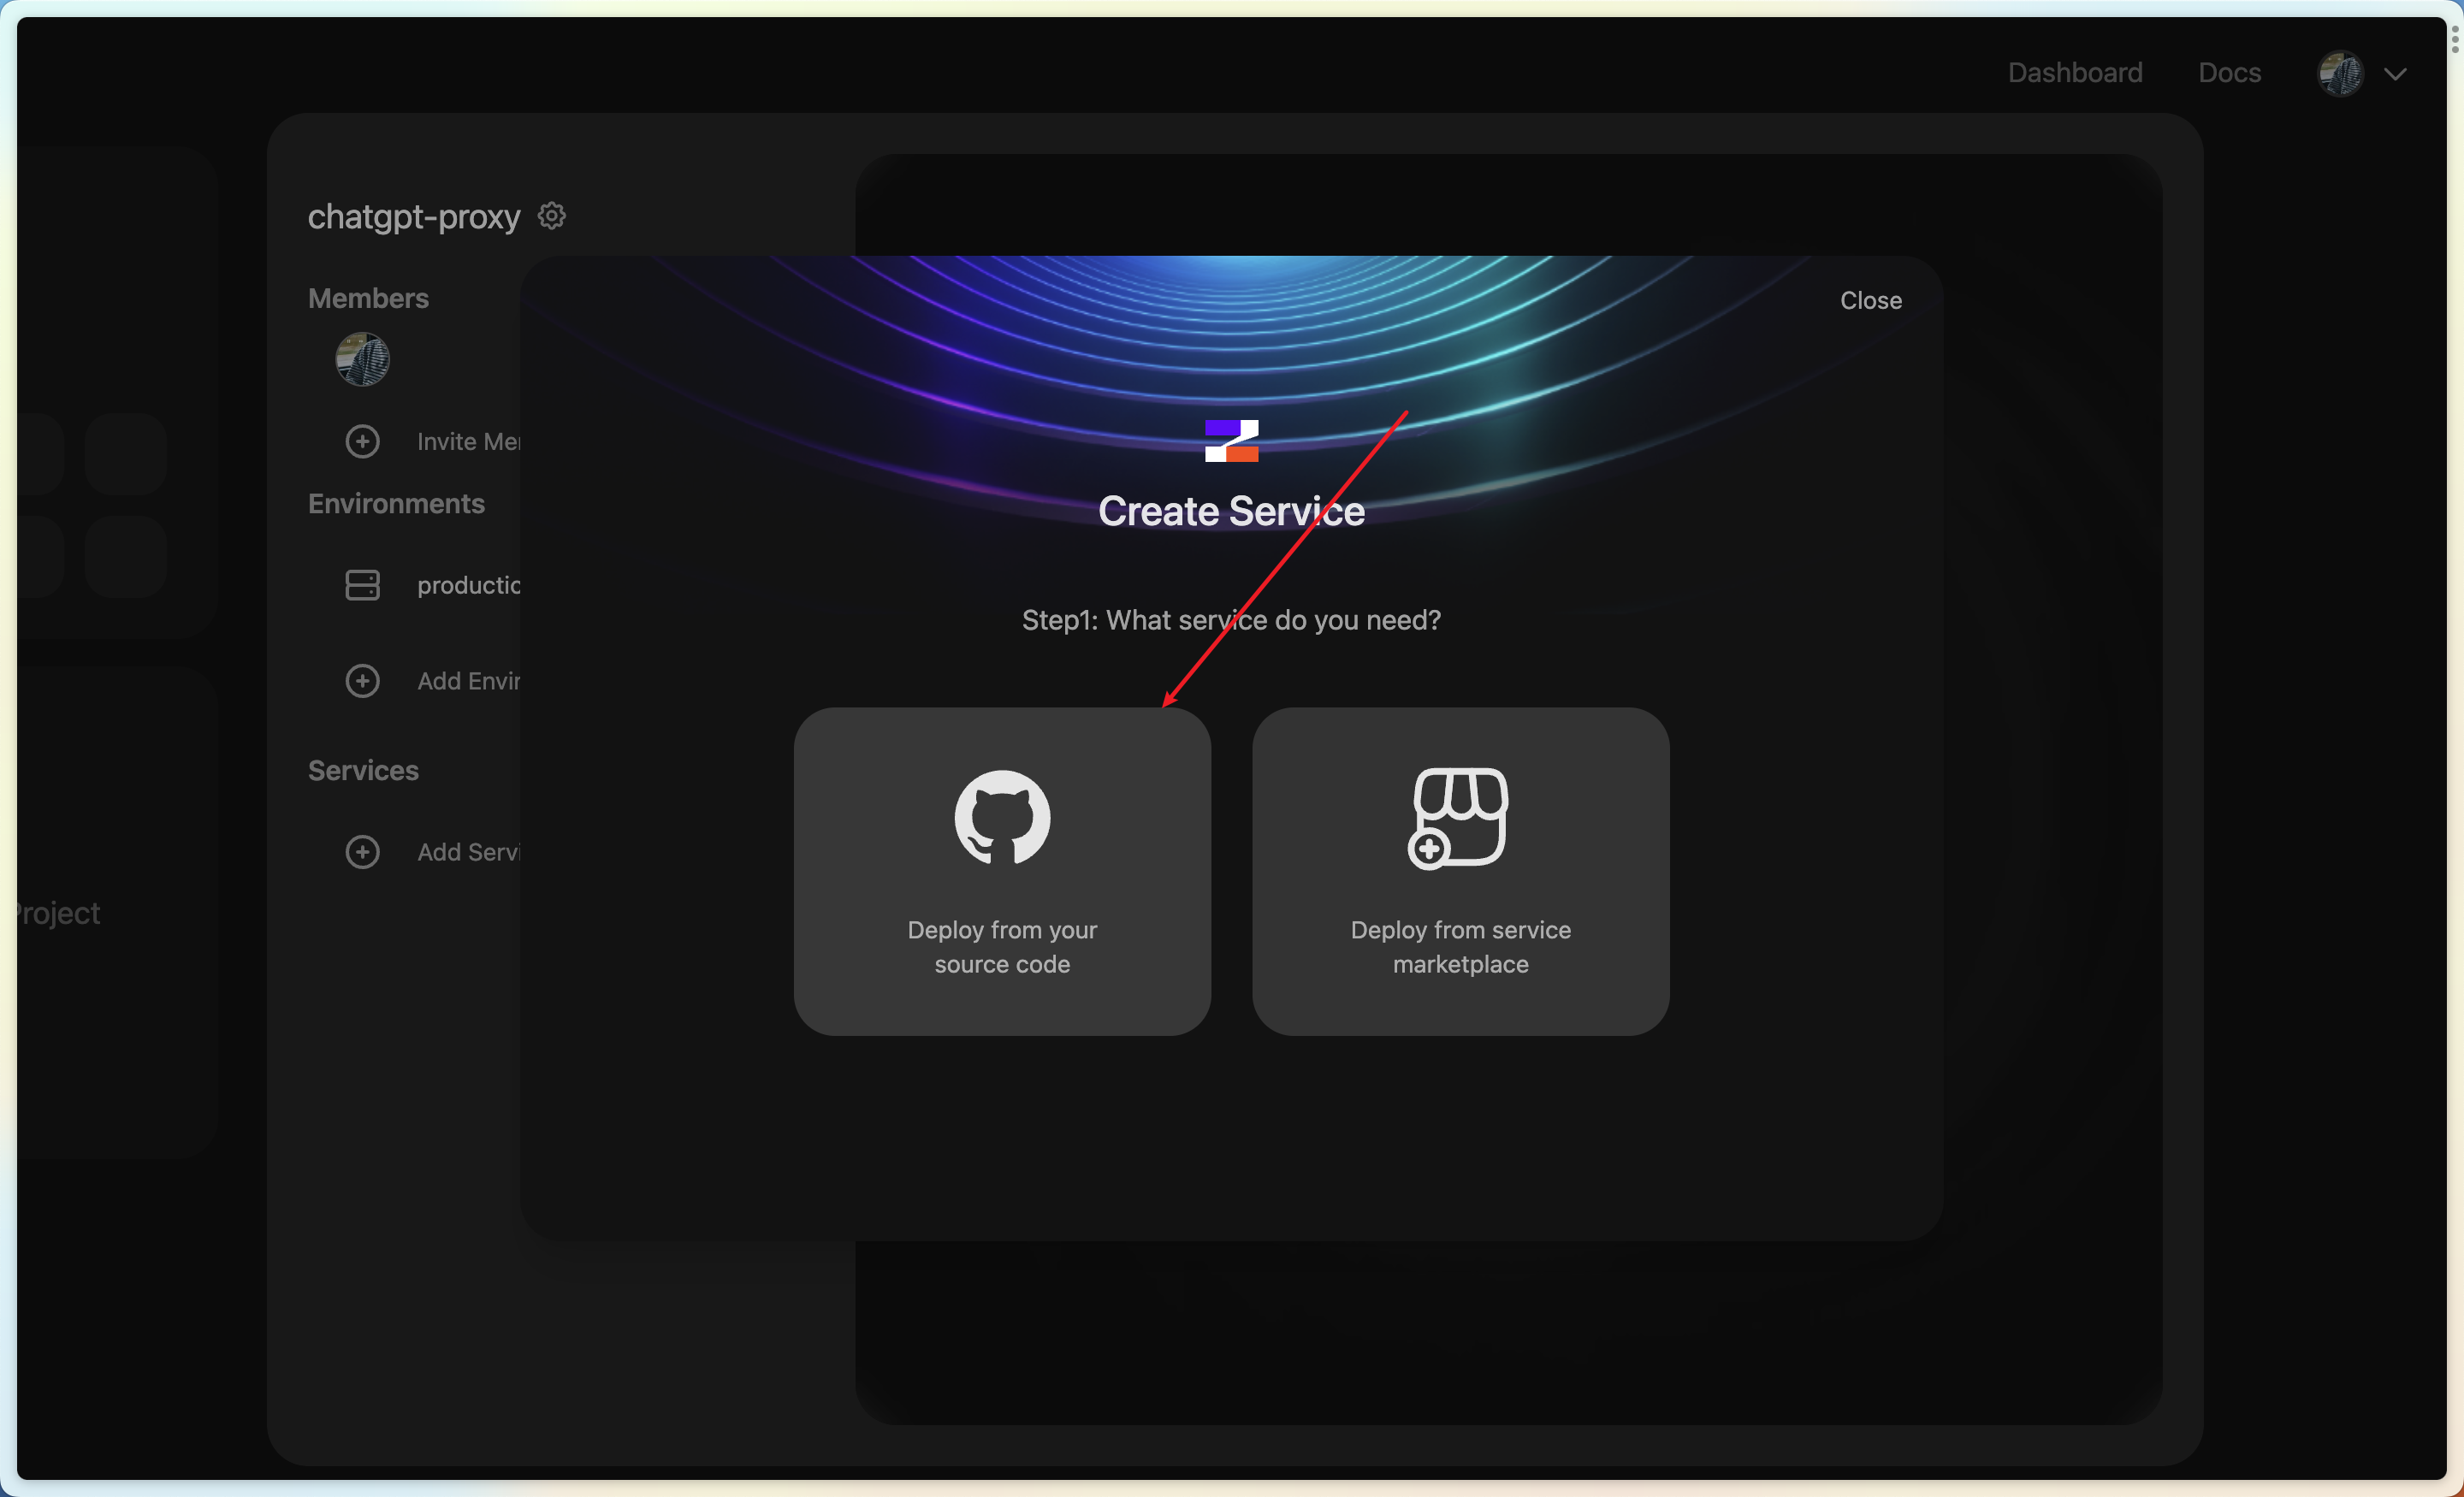 Dashboard
Docs
chatgpt-proxy
Members
Invite Me
Environments
productio
Add Envir
Services
Add Servi
roject
Close
Create Service
Step1: What service do you need?
Deploy from your
source code
Deploy from service
marketplace